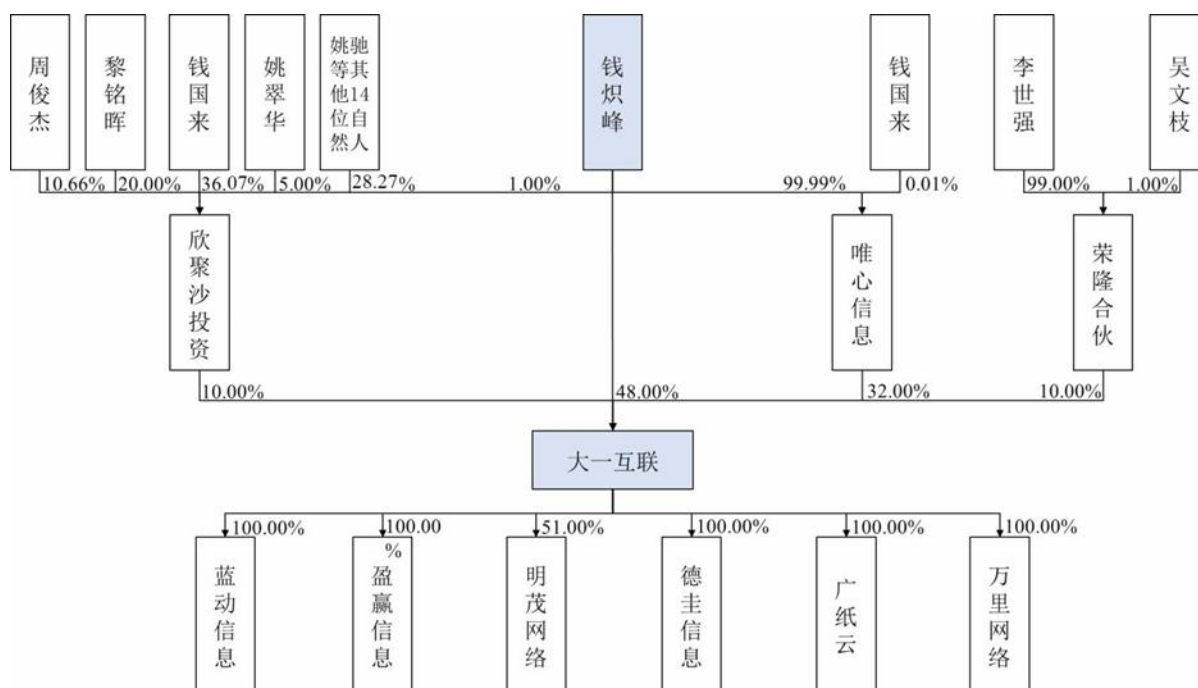 周俊杰
黎铭晖
钱国来
姚翠华
姚驰
等其
他14
位自
然人
钱炽峰
钱国来
李世强
吴文枝
10.66%
20.00%
36.07%
5.00%
28.27%
1.00%
99.99%
0.01%
99.00%
1.00%
欣聚沙投资
唯心信息
荣隆合伙
10.00%
48.00%
32.00%
10.00%
大一互联
100.00%
100.00
%
51.00%
100.00%
100.00%
100.00%
蓝动信息
盈赢信息
明茂网络
德圭信息
广纸云
万里网络